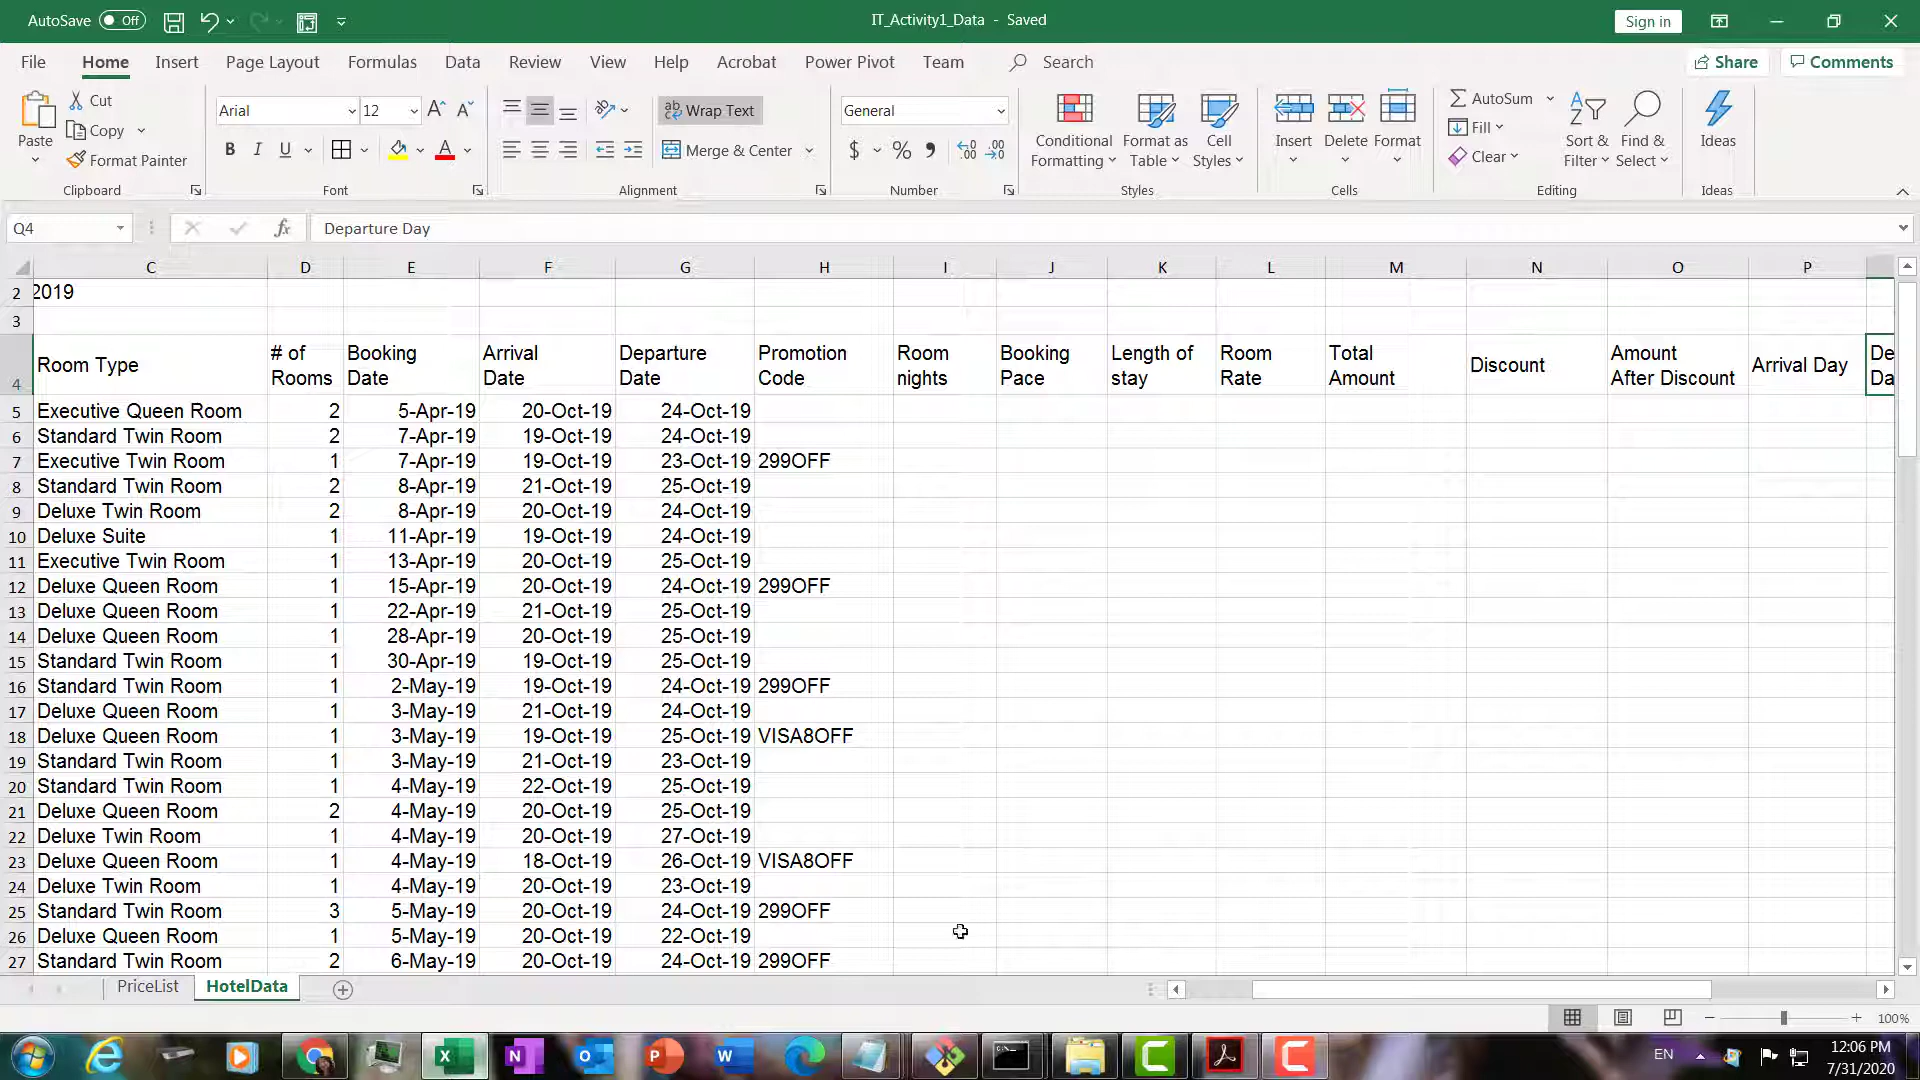 AutoSave Off
IT_Activity1_Data - Saved
Sign in
File Home Insert Page Layout Formulas Data Review View Help Acrobat Power Pivot Team Search
Share Comments
Paste
Cut
Copy
Format Painter
Clipboard
Arial 12
B I U A
Font
ab Wrap Text
Merge & Center
Alignment
General
$ % 9 .00
Number
Conditional Formatting
Format as Table
Cell Styles
Styles
Insert Delete Format
Cells
AutoSum
Fill
Clear
Sort & Filter
Find & Select
Editing
Ideas
Ideas
Q4 fx Departure Day
C D E F G H I J K L M N O P
2 2019
3
4 Room Type # of Rooms Booking Date Arrival Date Departure Date Promotion Code Room nights Booking Pace Length of stay Room Rate Total Amount Discount Amount After Discount Arrival Day De Da
5 Executive Queen Room 2 5-Apr-19 20-Oct-19 24-Oct-19
6 Standard Twin Room 2 7-Apr-19 19-Oct-19 24-Oct-19
7 Executive Twin Room 1 7-Apr-19 19-Oct-19 23-Oct-19 299OFF
8 Standard Twin Room 2 8-Apr-19 21-Oct-19 25-Oct-19
9 Deluxe Twin Room 2 8-Apr-19 20-Oct-19 24-Oct-19
10 Deluxe Suite 1 11-Apr-19 19-Oct-19 24-Oct-19
11 Executive Twin Room 1 13-Apr-19 20-Oct-19 25-Oct-19
12 Deluxe Queen Room 1 15-Apr-19 20-Oct-19 24-Oct-19 299OFF
13 Deluxe Queen Room 1 22-Apr-19 21-Oct-19 25-Oct-19
14 Deluxe Queen Room 1 28-Apr-19 20-Oct-19 25-Oct-19
15 Standard Twin Room 1 30-Apr-19 19-Oct-19 25-Oct-19
16 Standard Twin Room 1 2-May-19 19-Oct-19 24-Oct-19 299OFF
17 Deluxe Queen Room 1 3-May-19 21-Oct-19 24-Oct-19
18 Deluxe Queen Room 1 3-May-19 19-Oct-19 25-Oct-19 VISA8OFF
19 Standard Twin Room 1 3-May-19 21-Oct-19 23-Oct-19
20 Standard Twin Room 1 4-May-19 22-Oct-19 25-Oct-19
21 Deluxe Queen Room 2 4-May-19 20-Oct-19 25-Oct-19
22 Deluxe Twin Room 1 4-May-19 20-Oct-19 27-Oct-19
23 Deluxe Queen Room 1 4-May-19 18-Oct-19 26-Oct-19 VISA8OFF
24 Deluxe Twin Room 1 4-May-19 20-Oct-19 23-Oct-19
25 Standard Twin Room 3 5-May-19 20-Oct-19 24-Oct-19 299OFF
26 Deluxe Queen Room 1 5-May-19 20-Oct-19 22-Oct-19
27 Standard Twin Room 2 6-May-19 20-Oct-19 24-Oct-19 299OFF
PriceList HotelData
100%
EN
12:06 PM
7/31/2020